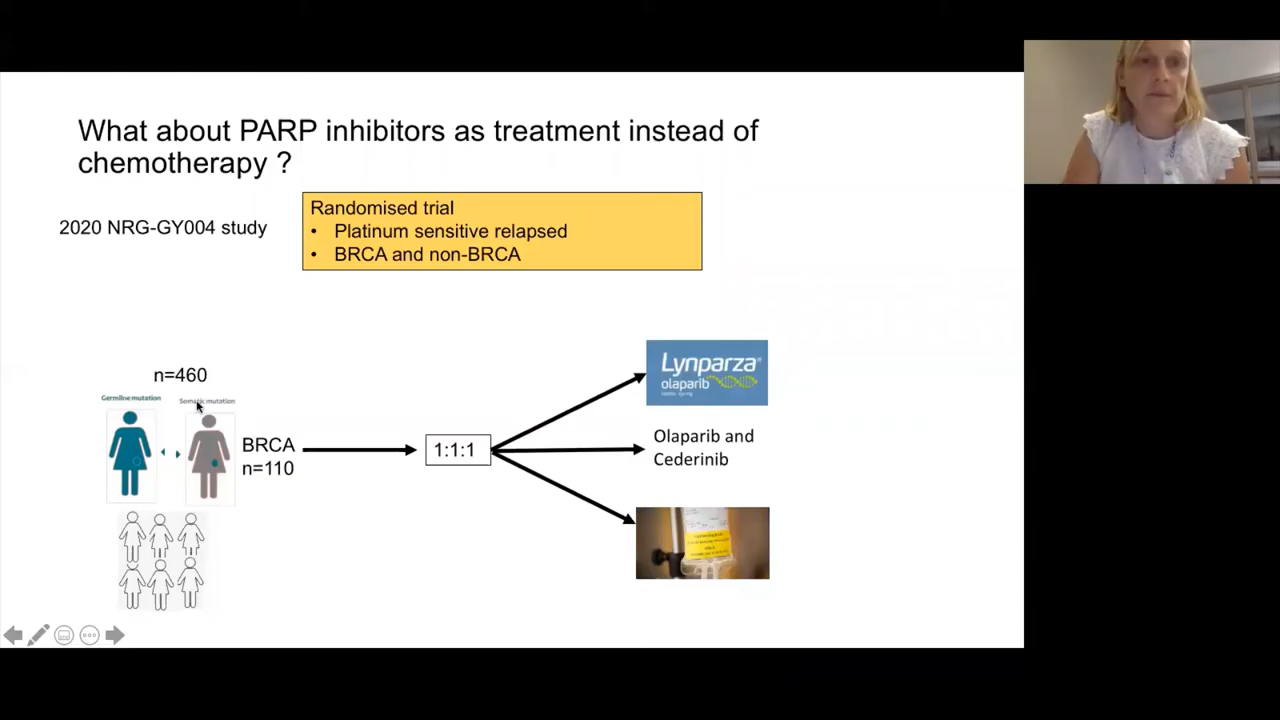 What about PARP inhibitors as treatment instead of
chemotherapy ?
2020 NRG-GY004 study
Randomised trial
• Platinum sensitive relapsed
• BRCA and non-BRCA
n=460
Germline mutation
Somatic mutation
BRCA
n=110
1:1:1
Lynparza®
olaparib
Olaparib and
Cederinib